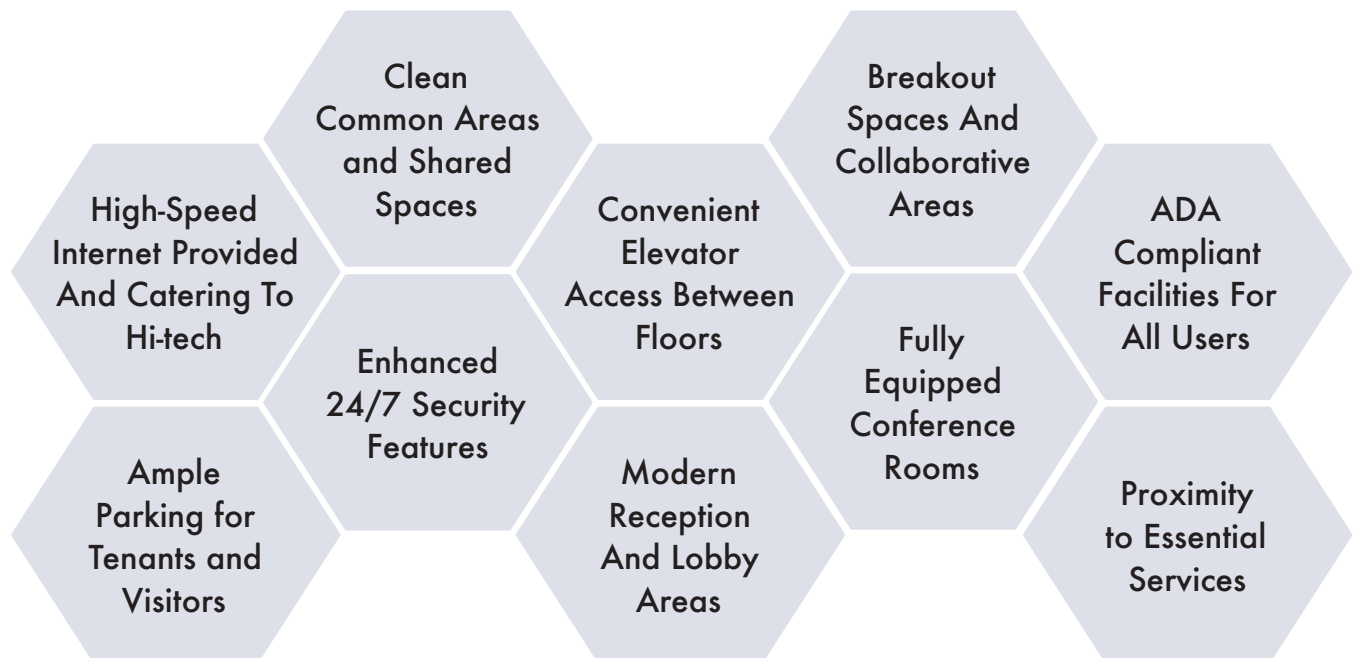 Clean
Common Areas
and Shared
Spaces
Breakout
Spaces And
Collaborative
Areas
High-Speed
Internet Provided
And Catering To
Hi-tech
Convenient
Elevator
Access Between
Floors
ADA
Compliant
Facilities For
All Users
Enhanced
24/7 Security
Features
Fully
Equipped
Conference
Rooms
Ample
Parking for
Tenants and
Visitors
Modern
Reception
And Lobby
Areas
Proximity
to Essential
Services